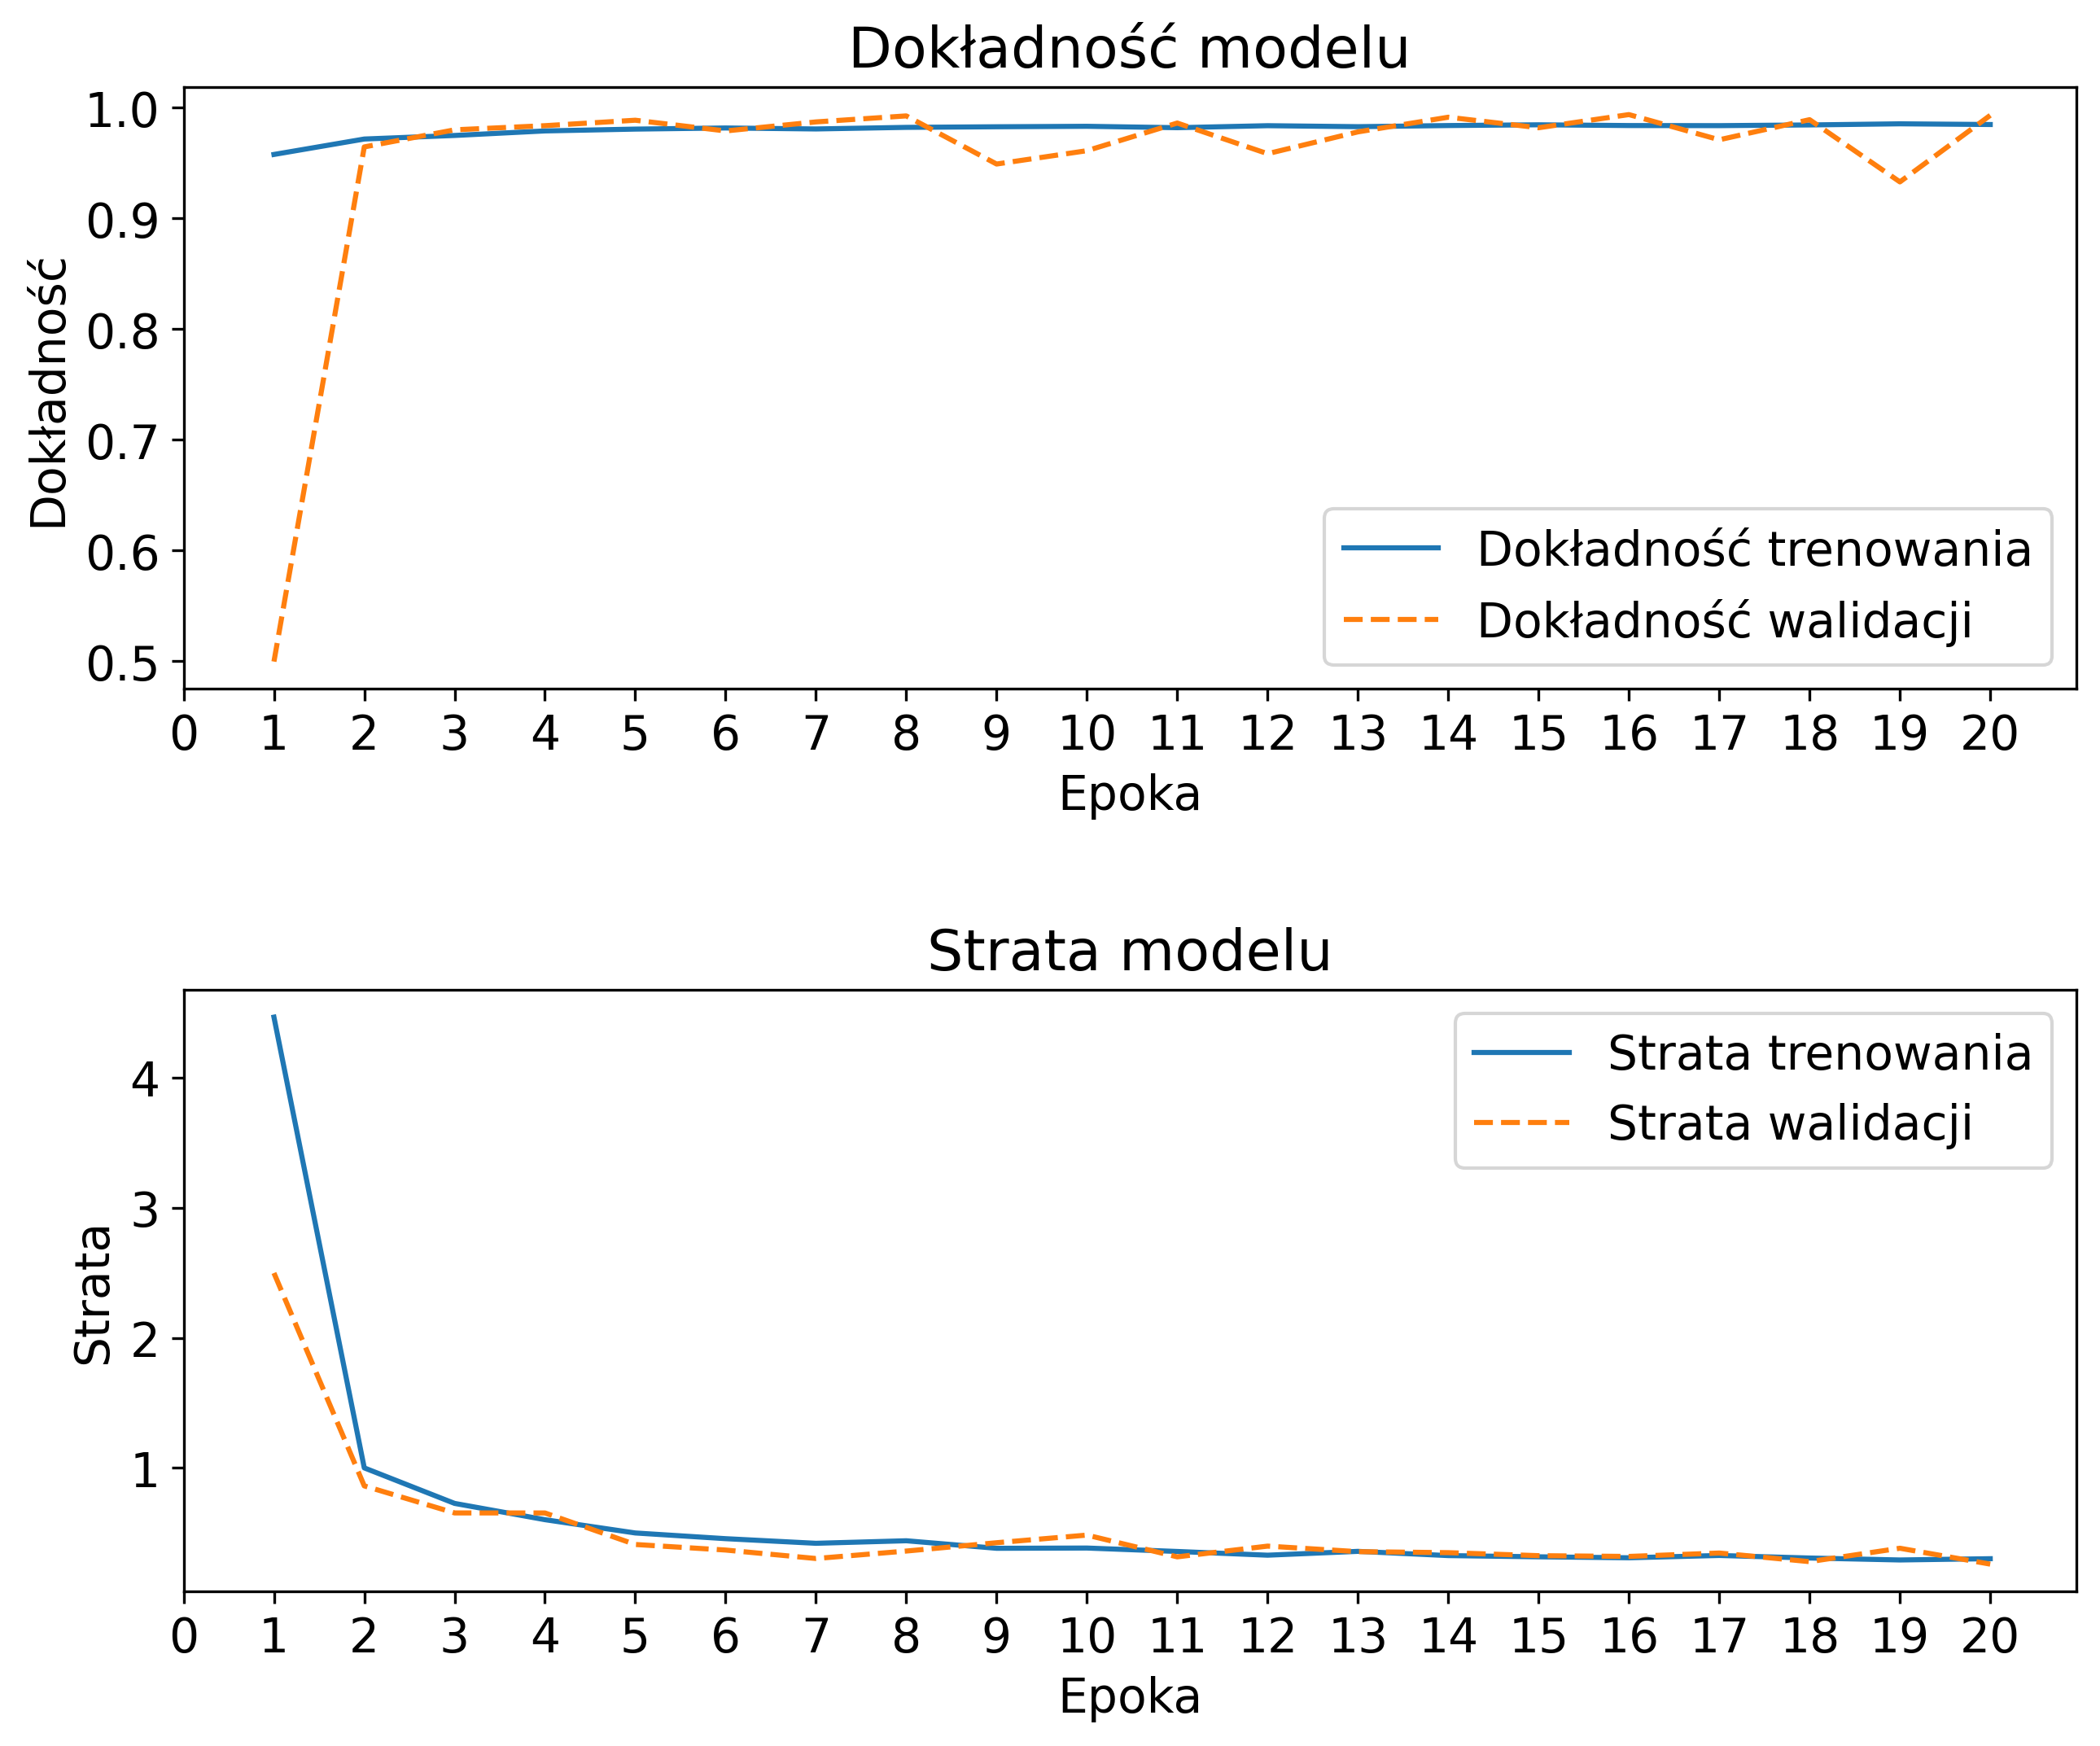 Dokładność modelu
1.0
0.9
0.8
0.7
0.6
0.5
Dokładność
Dokładność trenowania
Dokładność walidacji
0 1 2 3 4 5 6 7 8 9 10 11 12 13 14 15 16 17 18 19 20
Epoka
Strata modelu
4
3
2
1
Strata
Strata trenowania
Strata walidacji
0 1 2 3 4 5 6 7 8 9 10 11 12 13 14 15 16 17 18 19 20
Epoka